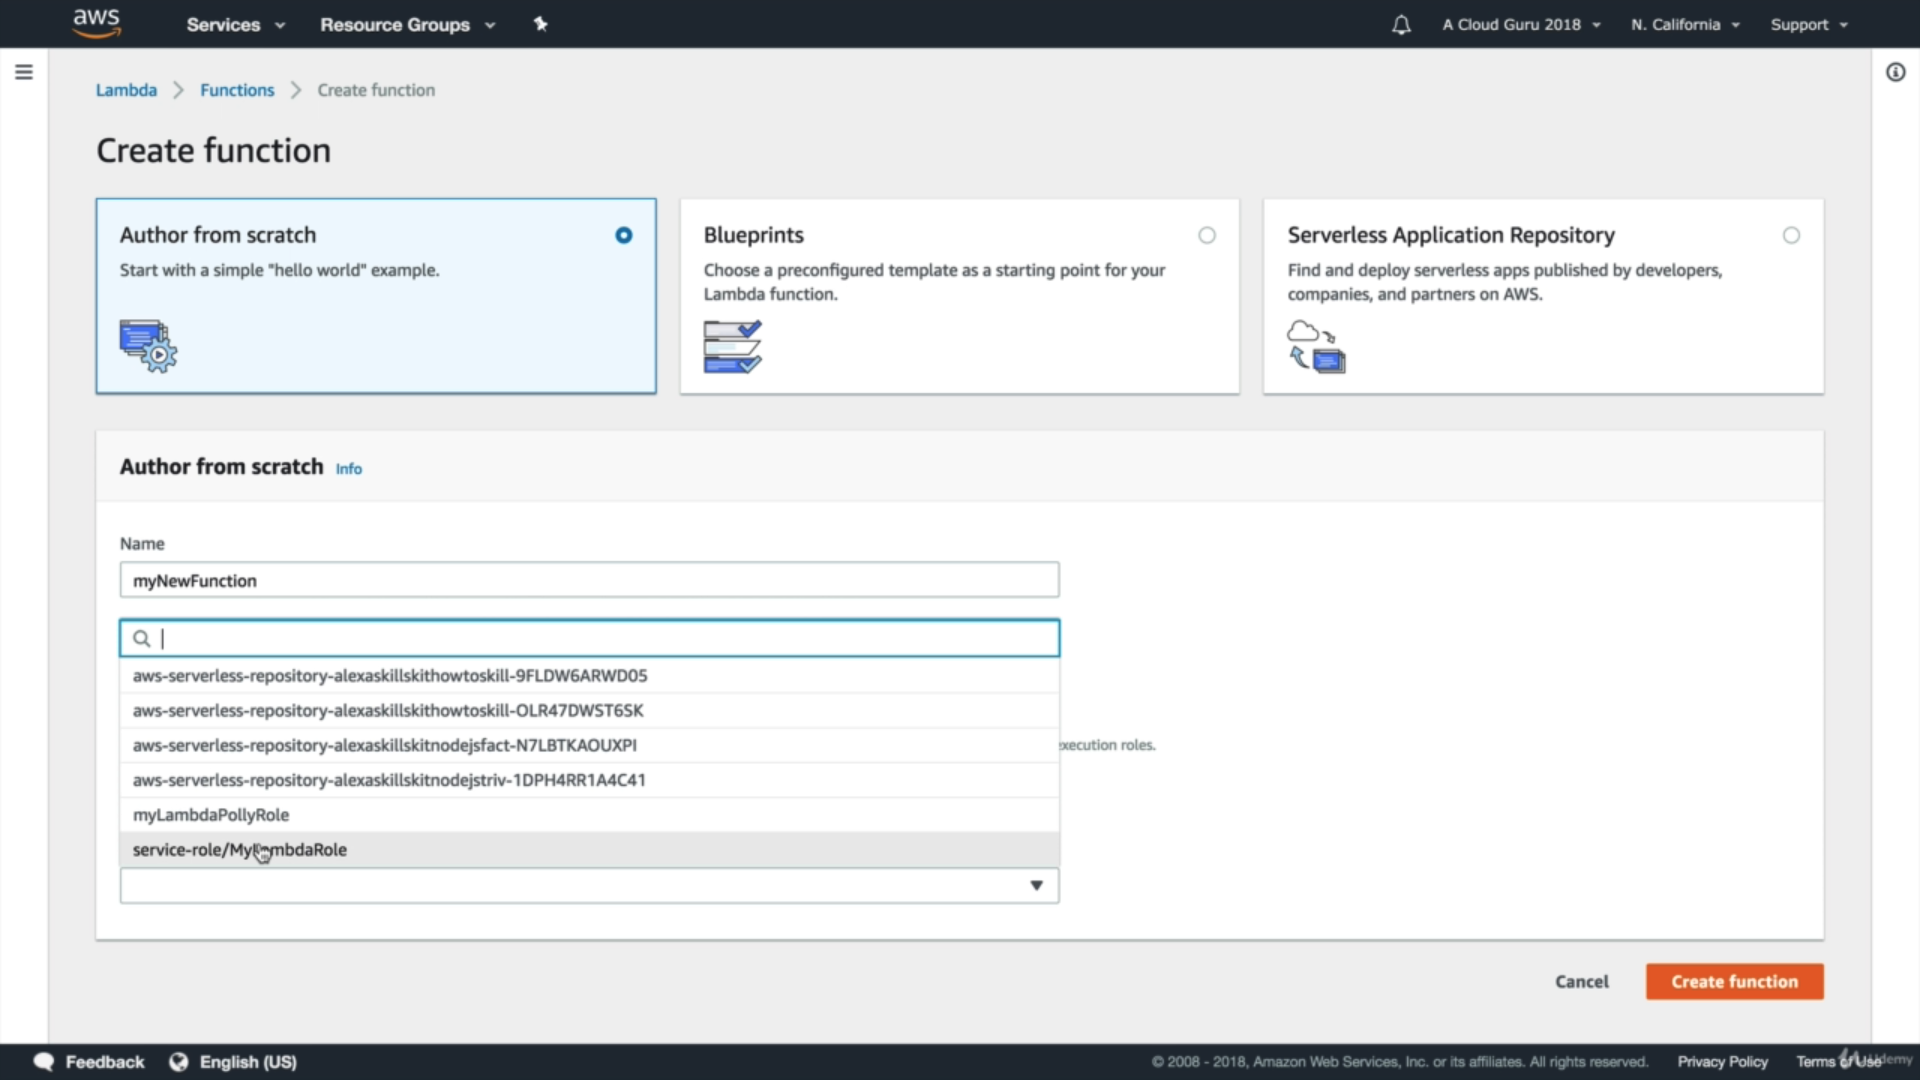 aws Services Resource Groups A Cloud Guru 2018 N. California Support
Lambda Functions Create function
Create function
Author from scratch
Start with a simple "hello world" example.
Blueprints
Choose a preconfigured template as a starting point for your
Lambda function.
Serverless Application Repository
Find and deploy serverless apps published by developers,
companies, and partners on AWS.
Author from scratch Info
Name
myNewFunction
aws-serverless-repository-alexaskillskithowtoskill-9FLDW6ARWD05
aws-serverless-repository-alexaskillskithowtoskill-OLR47DWST6SK
aws-serverless-repository-alexaskillskitnodejsfact-N7LBTKAOUXPI
execution roles.
aws-serverless-repository-alexaskillskitnodejstriv-1DPH4RR1A4C41
myLambdaPollyRole
service-role/MyLambdaRole
Cancel Create function
Feedback English (US) © 2008 - 2018, Amazon Web Services, Inc. or its affiliates. All rights reserved. Privacy Policy Terms of Use